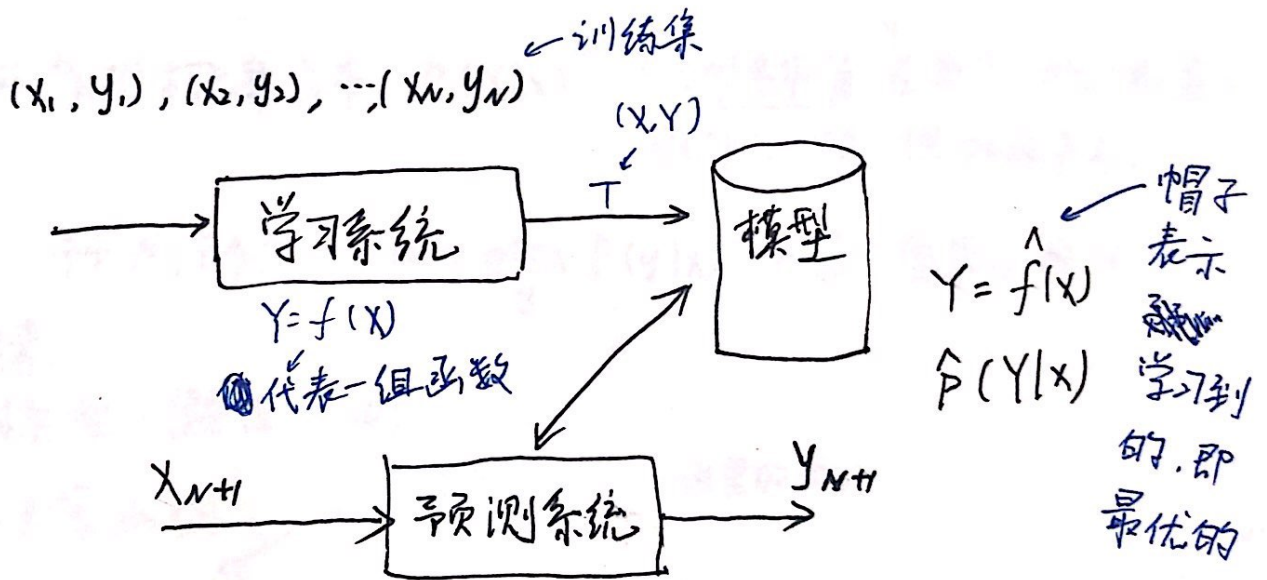 训练集
(x₁, y₁), (x₂, y₂), …, (x_N, y_N)
(X,Y)
T
学习系统
模型
Y = f(X)
代表一组函数
Y = f̂(X)
P̂(Y|X)
帽子
表示
学习到
的,即
最优的
X_{N+1}
预测系统
y_{N+1}